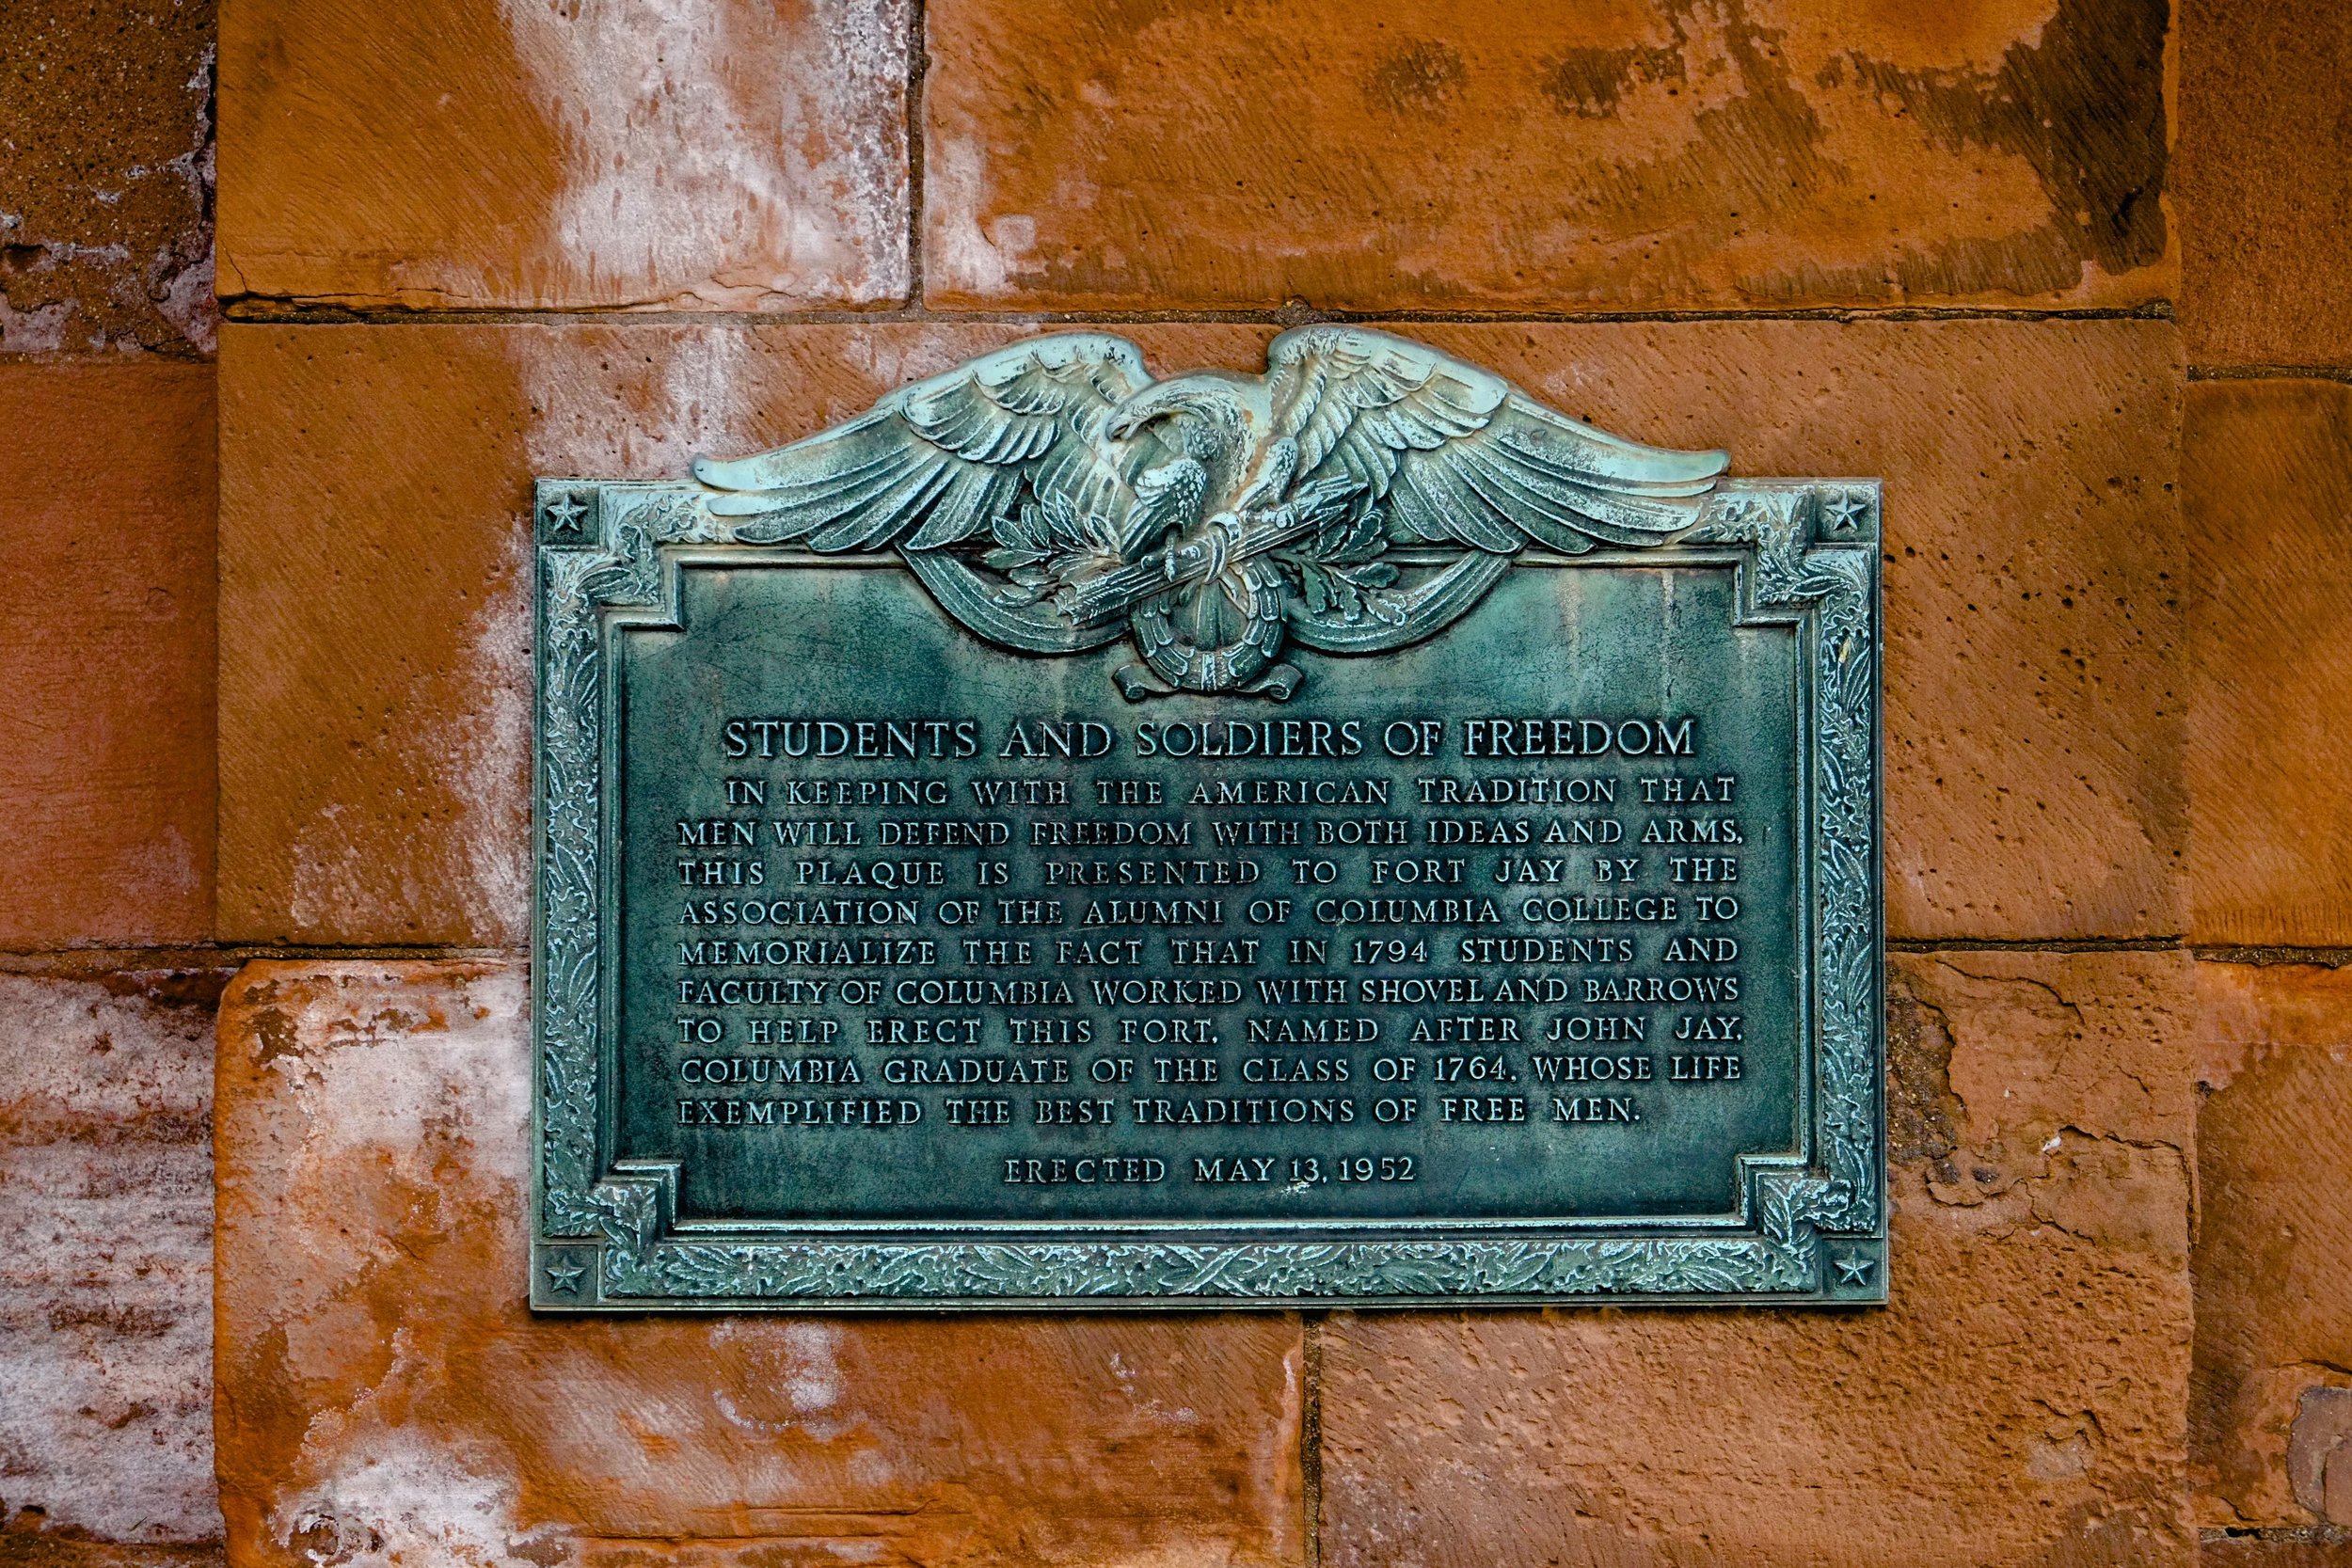 STUDENTS AND SOLDIERS OF FREEDOM
IN KEEPING WITH THE AMERICAN TRADITION THAT
MEN WILL DEFEND FREEDOM WITH BOTH IDEAS AND ARMS,
THIS PLAQUE IS PRESENTED TO FORT JAY BY THE
ASSOCIATION OF THE ALUMNI OF COLUMBIA COLLEGE TO
MEMORIALIZE THE FACT THAT IN 1794 STUDENTS AND
FACULTY OF COLUMBIA WORKED WITH SHOVEL AND BARROWS
TO HELP ERECT THIS FORT, NAMED AFTER JOHN JAY,
COLUMBIA GRADUATE OF THE CLASS OF 1764, WHOSE LIFE
EXEMPLIFIED THE BEST TRADITIONS OF FREE MEN.
ERECTED MAY 13, 1952